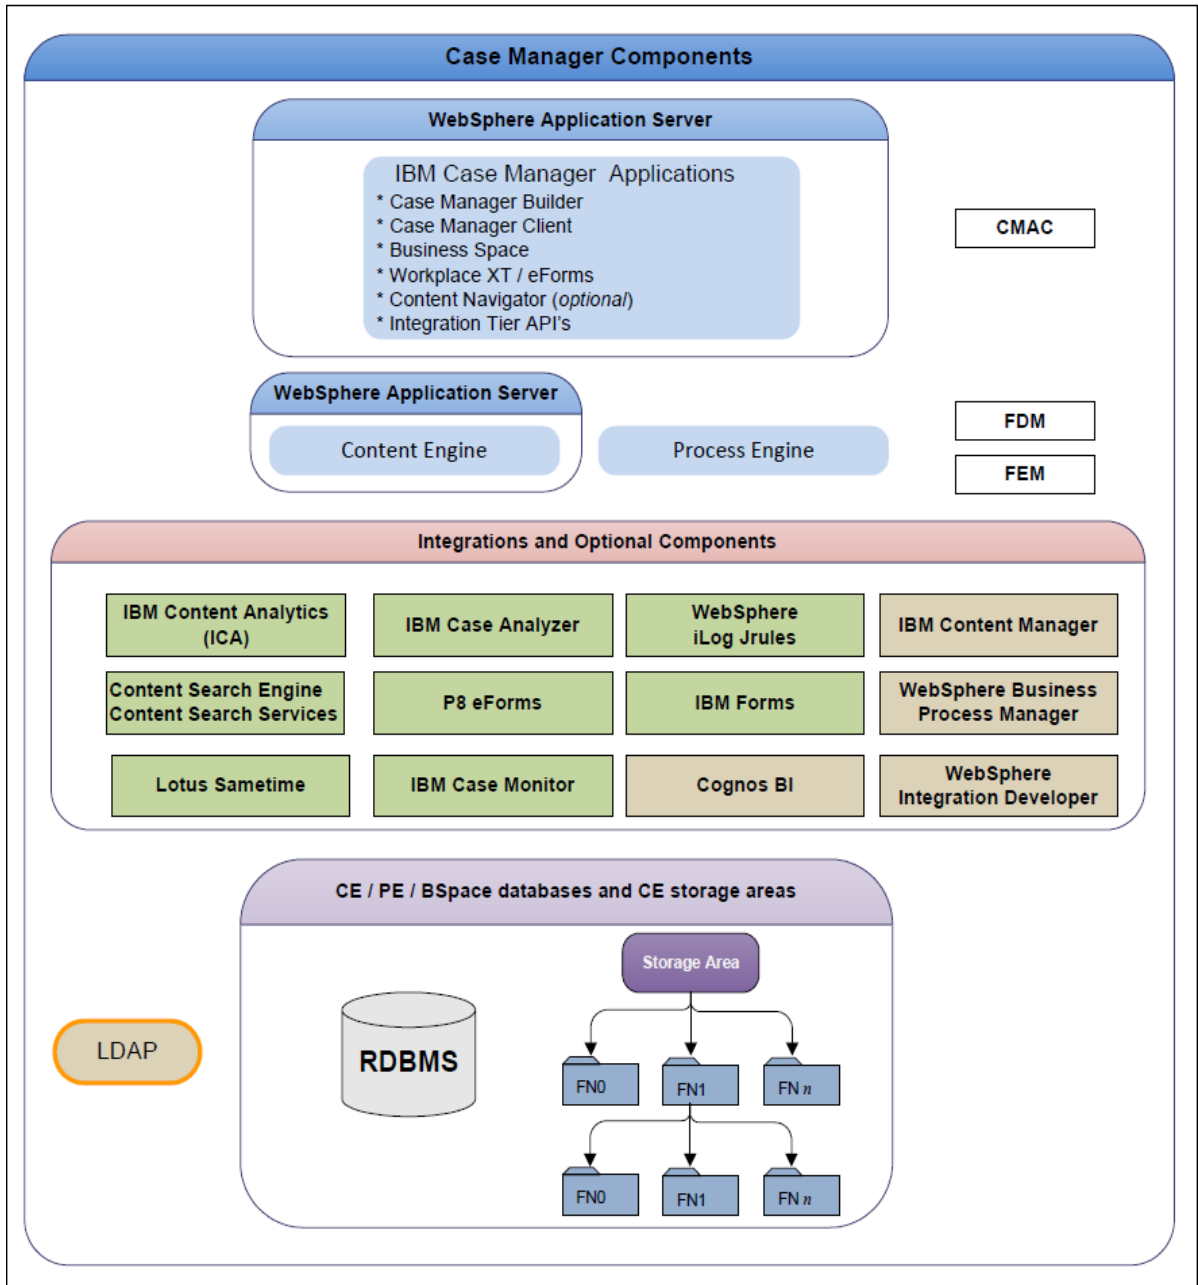 Case Manager Components
WebSphere Application Server
IBM Case Manager Applications
* Case Manager Builder
* Case Manager Client
* Business Space
* Workplace XT / eForms
* Content Navigator (optional)
* Integration Tier API's
CMAC
WebSphere Application Server
Content Engine
Process Engine
FDM
FEM
Integrations and Optional Components
IBM Content Analytics
(ICA)
IBM Case Analyzer
WebSphere
iLog Jrules
IBM Content Manager
Content Search Engine
Content Search Services
P8 eForms
IBM Forms
WebSphere Business
Process Manager
Lotus Sametime
IBM Case Monitor
Cognos BI
WebSphere
Integration Developer
CE / PE / BSpace databases and CE storage areas
Storage Area
LDAP
RDBMS
FN0
FN1
FN n
FN0
FN1
FN n